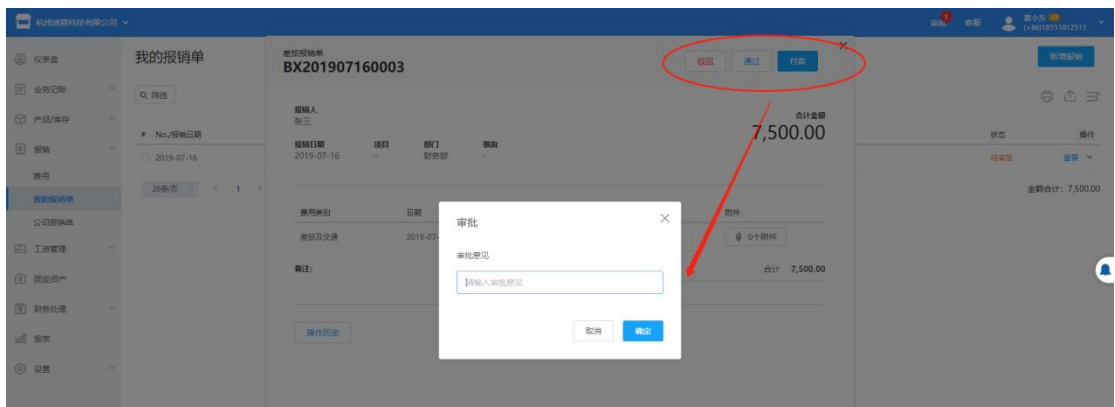 杭州迪霰科技有限公司
审批 1 客服 黄小灰 V3
(+86)18551812513
仪表盘
业务记账
产品/库存
报销
费用
我的报销单
公司报销单
工资管理
固定资产
财务处理
报表
设置
我的报销单
新增报销
筛选
# No./报销日期 状态 操作
2019-07-16 待审批 查看
20条/页 < 1 >
金额合计：7,500.00
差旅报销单
BX201907160003
驳回 通过 付款
报销人
张三
合计金额
7,500.00
报销日期 项目 部门 事由
2019-07-16 - 财务部 -
费用类别 日期 附件
差旅及交通 2019-07- 0个附件
备注：
合计 7,500.00
操作历史
审批
审批意见
请输入审批意见
取消 确定